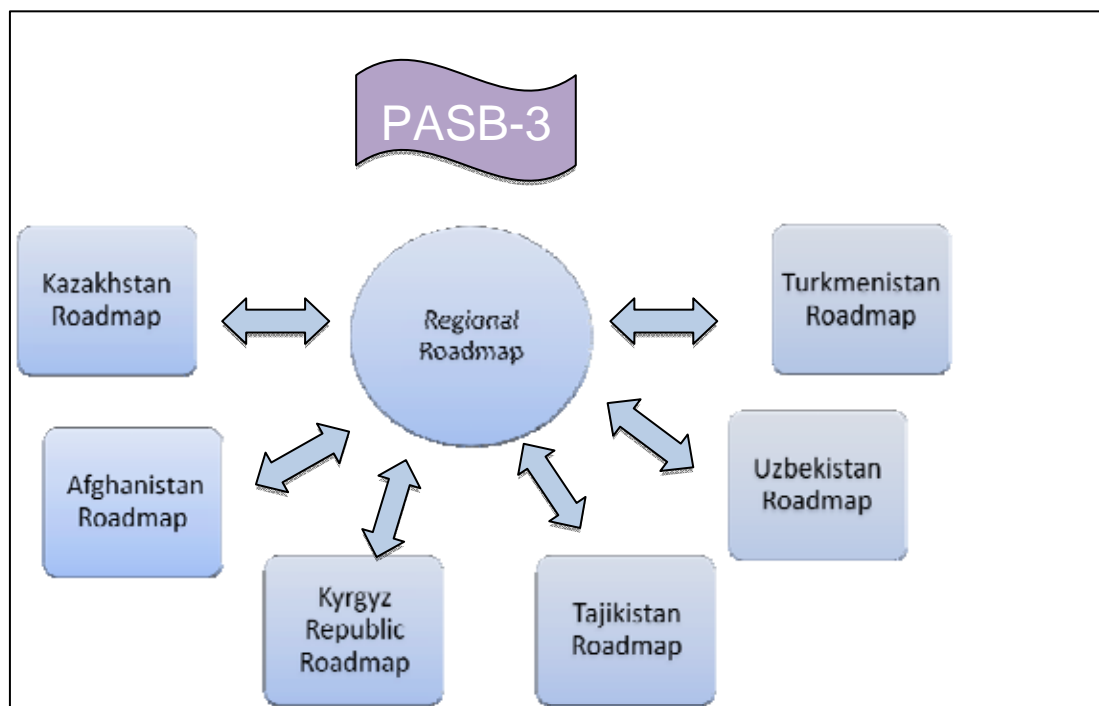 PASB-3
Kazakhstan
Roadmap
Regional
Roadmap
Turkmenistan
Roadmap
Afghanistan
Roadmap
Uzbekistan
Roadmap
Kyrgyz
Republic
Roadmap
Tajikistan
Roadmap